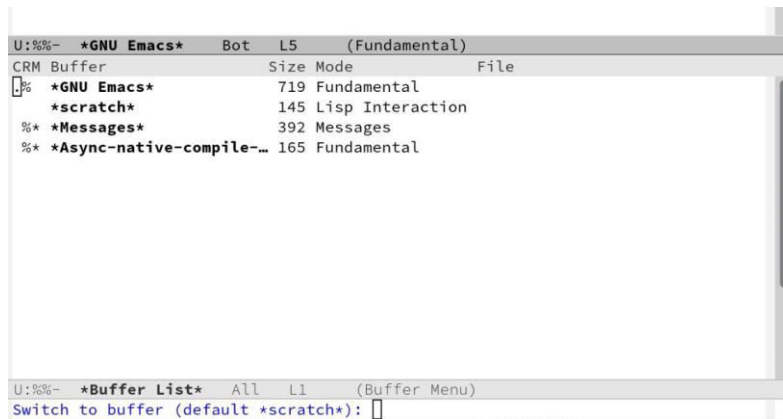 U:%%-  *GNU Emacs*    Bot   L5     (Fundamental)
CRM Buffer                Size Mode             File
.%  *GNU Emacs*            719 Fundamental
    *scratch*              145 Lisp Interaction
 %* *Messages*             392 Messages
 %* *Async-native-compile-… 165 Fundamental
U:%%-  *Buffer List*   All   L1     (Buffer Menu)
Switch to buffer (default *scratch*):